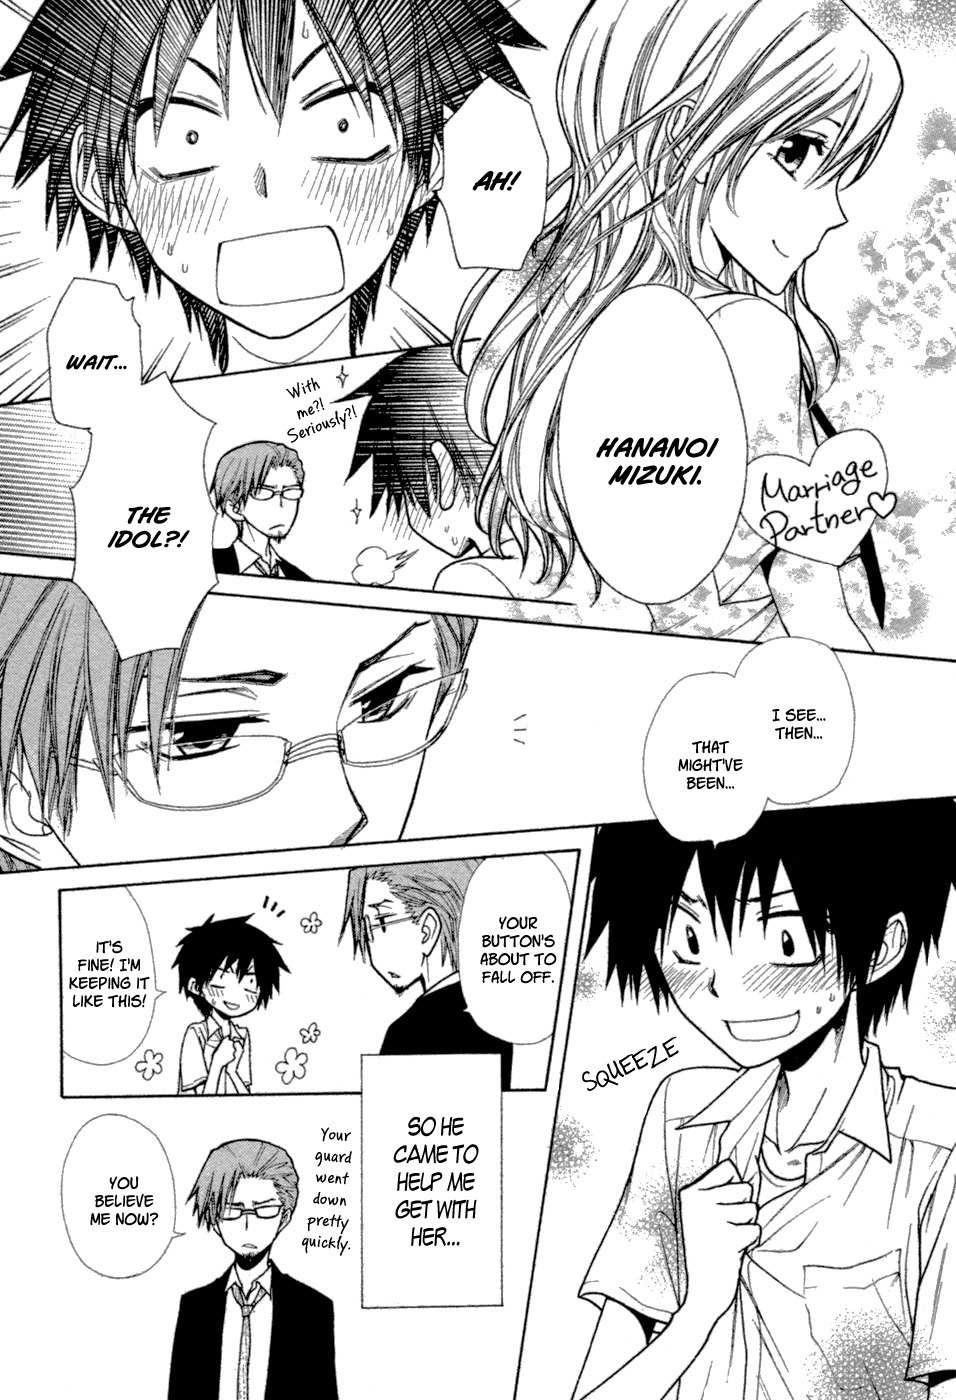 HANANOI
MIZUKI.
Marriage
Partner♡
AH!
WAIT...
THE
IDOL?!
With
me?!
Seriously?!
I SEE...
THEN...
THAT
MIGHT'VE
BEEN...
SQUEEZE
YOUR
BUTTON'S
ABOUT TO
FALL OFF.
IT'S
FINE! I'M
KEEPING IT
LIKE THIS!
SO HE
CAME TO
HELP ME
GET WITH
HER...
Your
guard
went
down
pretty
quickly.
YOU
BELIEVE
ME NOW?